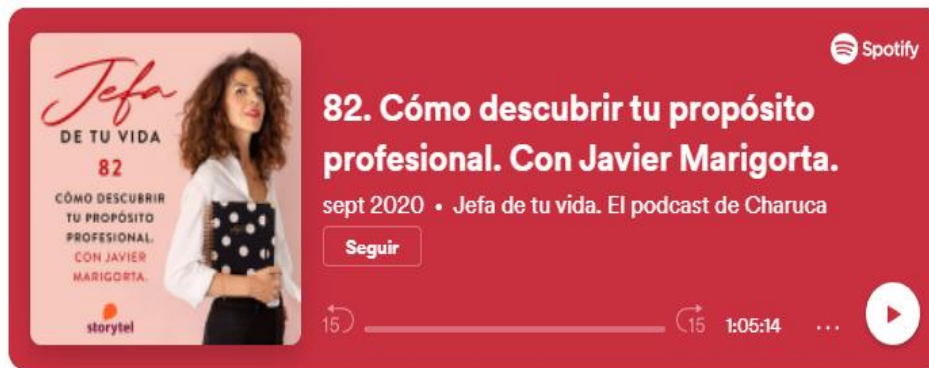 Jefa
DE TU VIDA
82
CÓMO DESCUBRIR
TU PROPÓSITO
PROFESIONAL.
CON JAVIER
MARIGORTA.
storytel
Spotify
82. Cómo descubrir tu propósito
profesional. Con Javier Marigorta.
sept 2020 • Jefa de tu vida. El podcast de Charuca
Seguir
15
15
1:05:14
...